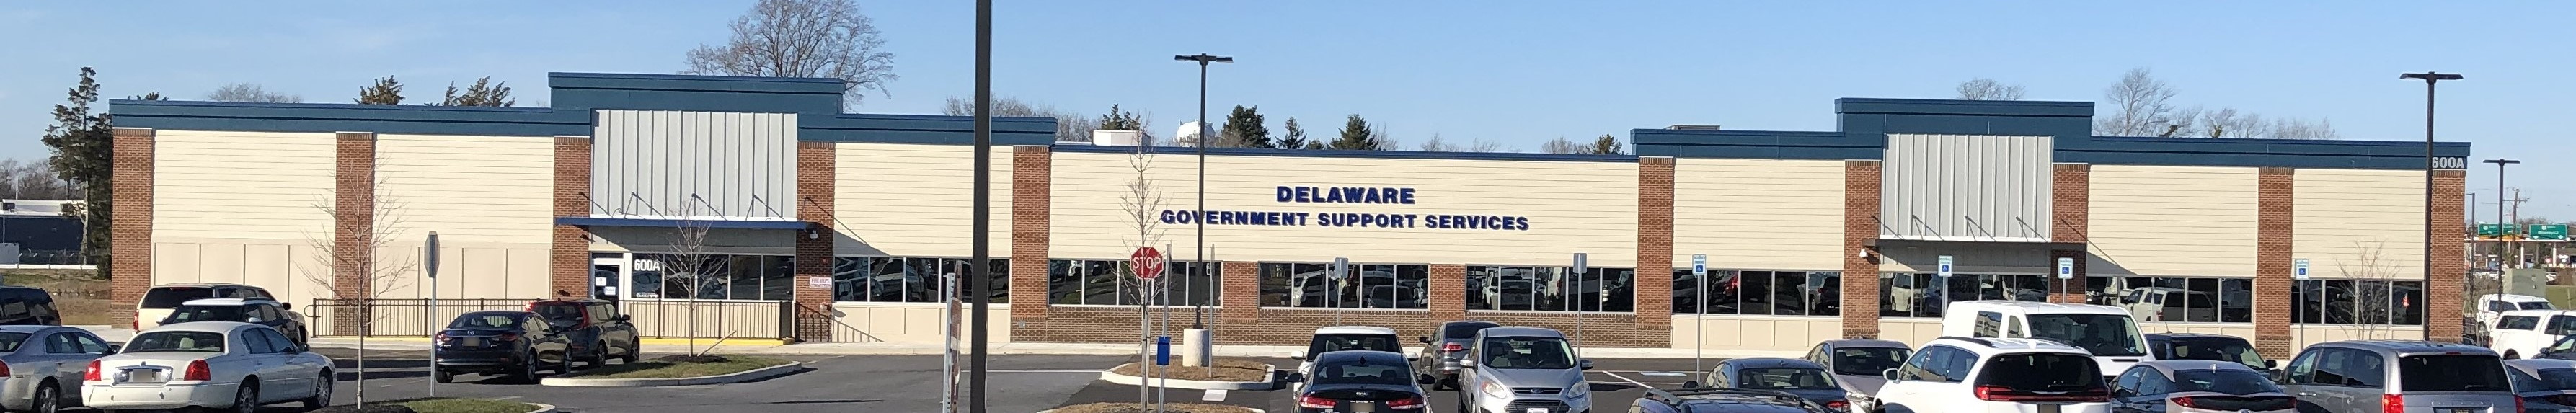 DELAWARE
GOVERNMENT SUPPORT SERVICES
600A
600A
STOP